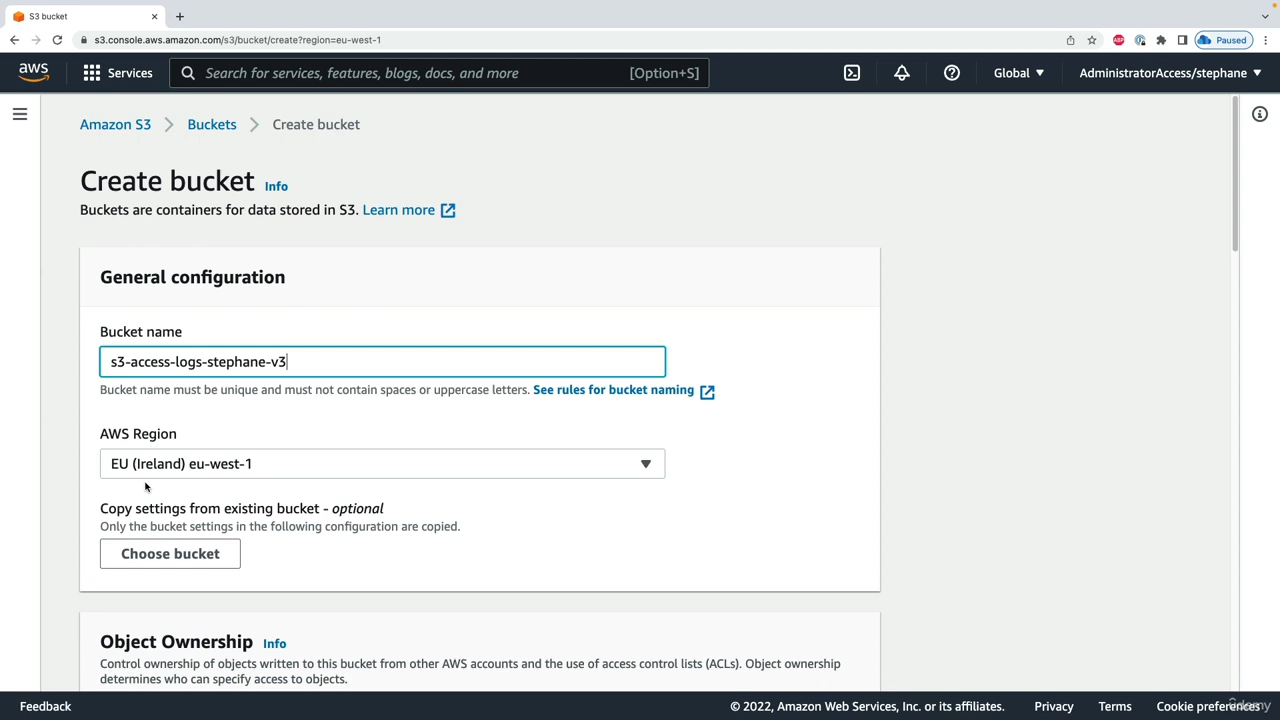 S3 bucket
s3.console.aws.amazon.com/s3/bucket/create?region=eu-west-1
ABP
Paused
aws
Services
Search for services, features, blogs, docs, and more
[Option+S]
Global
AdministratorAccess/stephane
Amazon S3
Buckets
Create bucket
Create bucket
Info
Buckets are containers for data stored in S3. Learn more
General configuration
Bucket name
s3-access-logs-stephane-v3
Bucket name must be unique and must not contain spaces or uppercase letters. See rules for bucket naming
AWS Region
EU (Ireland) eu-west-1
Copy settings from existing bucket - optional
Only the bucket settings in the following configuration are copied.
Choose bucket
Object Ownership
Info
Control ownership of objects written to this bucket from other AWS accounts and the use of access control lists (ACLs). Object ownership
determines who can specify access to objects.
Feedback
© 2022, Amazon Web Services, Inc. or its affiliates.
Privacy
Terms
Cookie preferences
Udemy